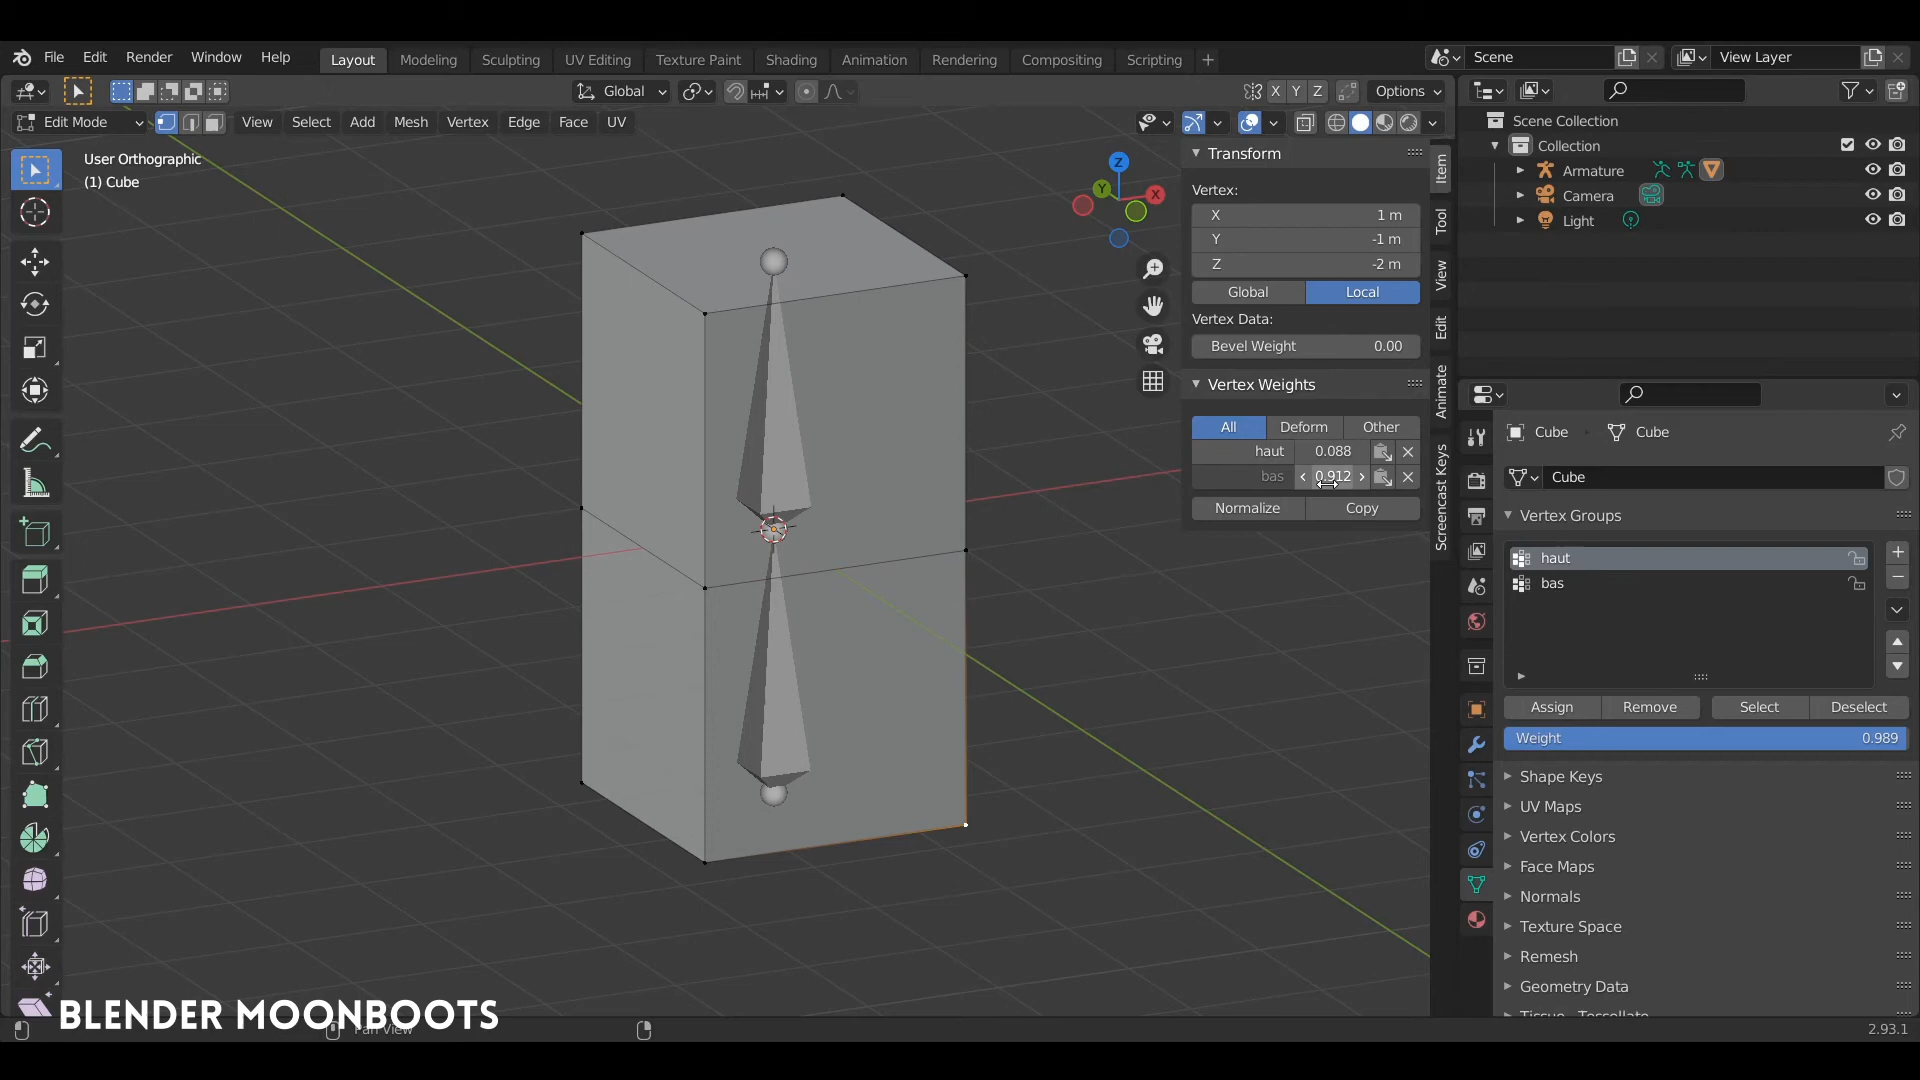 File Edit Render Window Help Layout Modeling Sculpting UV Editing Texture Paint Shading Animation Rendering Compositing Scripting + Scene View Layer
Global X Y Z Options
Edit Mode View Select Add Mesh Vertex Edge Face UV
User Orthographic
(1) Cube
Z
Y
X
Transform
Vertex:
X 1 m
Y -1 m
Z -2 m
Global Local
Vertex Data:
Bevel Weight 0.00
Vertex Weights
All Deform Other
haut 0.088
bas 0.912
Normalize Copy
Item
Tool
View
Edit
Animate
Screencast Keys
Scene Collection
Collection
Armature
Camera
Light
Cube Cube
Cube
Vertex Groups
haut
bas
Assign Remove Select Deselect
Weight 0.989
Shape Keys
UV Maps
Vertex Colors
Face Maps
Normals
Texture Space
Remesh
Geometry Data
Tissue - Tessellate
BLENDER MOONBOOTS
Pan View
2.93.1